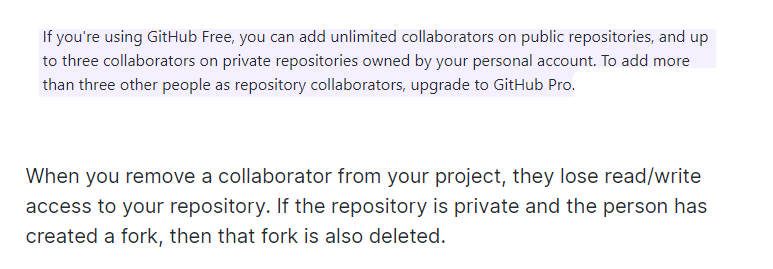 If you're using GitHub Free, you can add unlimited collaborators on public repositories, and up
to three collaborators on private repositories owned by your personal account. To add more
than three other people as repository collaborators, upgrade to GitHub Pro.
When you remove a collaborator from your project, they lose read/write
access to your repository. If the repository is private and the person has
created a fork, then that fork is also deleted.